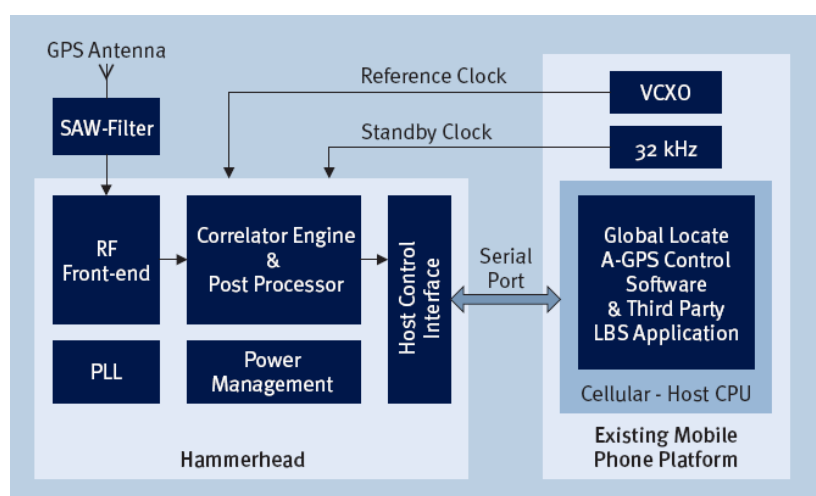 GPS Antenna
SAW-Filter
Reference Clock
VCXO
Standby Clock
32 kHz
RF
Front-end
Correlator Engine
&
Post Processor
Host Control
Interface
PLL
Power
Management
Hammerhead
Serial
Port
Global Locate
A-GPS Control
Software
& Third Party
LBS Application
Cellular - Host CPU
Existing Mobile
Phone Platform